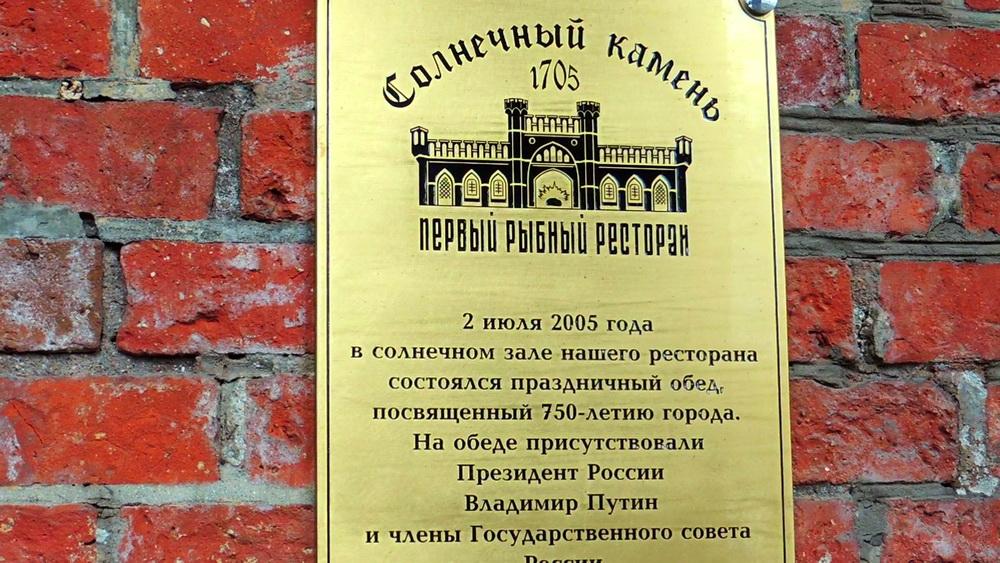 Солнечный камень
1705
ПЕРВЫЙ РЫБНЫЙ РЕСТОРАН
2 июля 2005 года
в солнечном зале нашего ресторана
состоялся праздничный обед,
посвященный 750-летию города.
На обеде присутствовали
Президент России
Владимир Путин
и члены Государственного совета
России